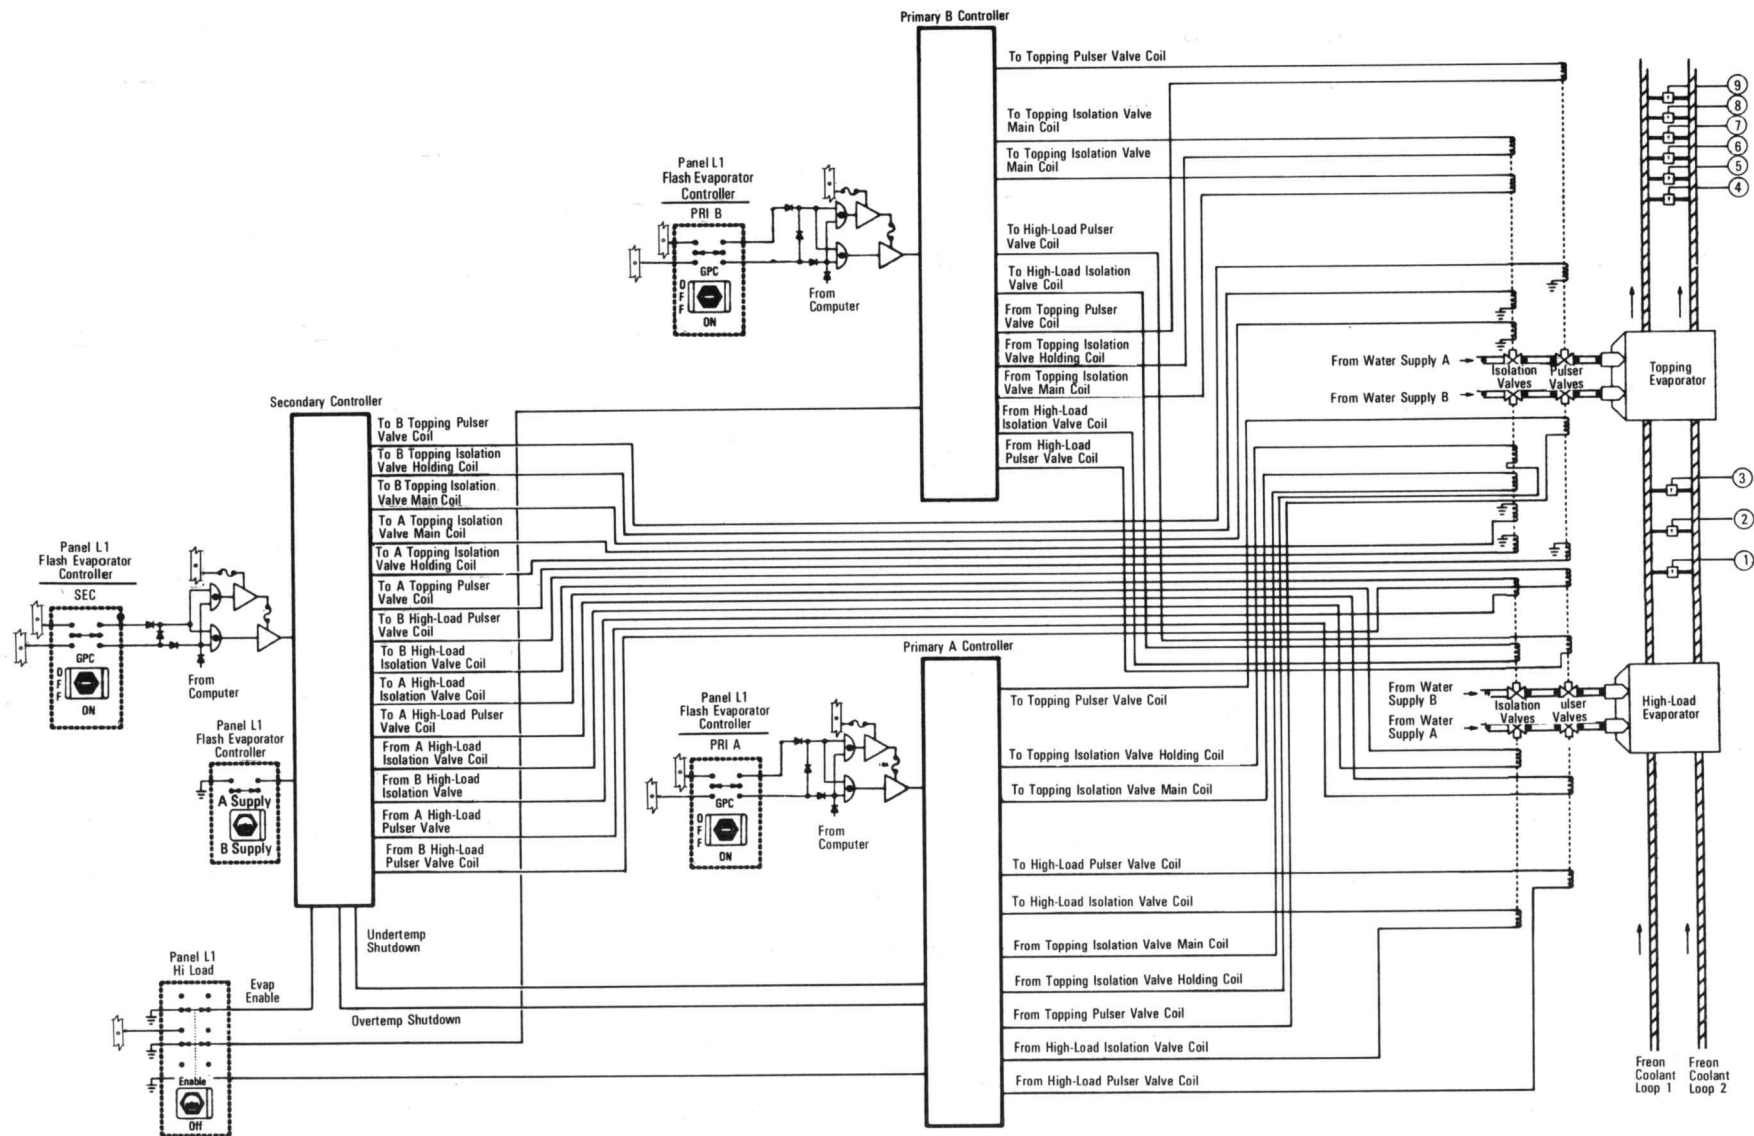 Primary B Controller
To Topping Pulser Valve Coil
To Topping Isolation Valve
Main Coil
To Topping Isolation Valve
Main Coil
To High-Load Pulser
Valve Coil
To High-Load Isolation
Valve Coil
From Topping Pulser
Valve Coil
From Topping Isolation
Valve Holding Coil
From Topping Isolation
Valve Main Coil
From High-Load
Isolation Valve Coil
From High-Load
Pulser Valve Coil
Panel L1
Flash Evaporator
Controller
PRI B
GPC
OFF
ON
From
Computer
9
8
7
6
5
4
From Water Supply A
Isolation
Valves
Pulser
Valves
From Water Supply B
Topping
Evaporator
3
2
1
Secondary Controller
To B Topping Pulser
Valve Coil
To B Topping Isolation
Valve Holding Coil
To B Topping Isolation
Valve Main Coil
To A Topping Isolation
Valve Main Coil
To A Topping Isolation
Valve Holding Coil
To A Topping Pulser
Valve Coil
To B High-Load Pulser
Valve Coil
To B High-Load
Isolation Valve Coil
To A High-Load
Isolation Valve Coil
To A High-Load Pulser
Valve Coil
From A High-Load
Isolation Valve Coil
From B High-Load
Isolation Valve
From A High-Load
Pulser Valve
From B High-Load
Pulser Valve Coil
Panel L1
Flash Evaporator
Controller
SEC
GPC
OFF
ON
From
Computer
Panel L1
Flash Evaporator
Controller
A Supply
B Supply
Undertemp
Shutdown
Evap
Enable
Overtemp Shutdown
Panel L1
Hi Load
Enable
Off
Primary A Controller
Panel L1
Flash Evaporator
Controller
PRI A
GPC
OFF
ON
From
Computer
To Topping Pulser Valve Coil
To Topping Isolation Valve Holding Coil
To Topping Isolation Valve Main Coil
To High-Load Pulser Valve Coil
To High-Load Isolation Valve Coil
From Topping Isolation Valve Main Coil
From Topping Isolation Valve Holding Coil
From Topping Pulser Valve Coil
From High-Load Isolation Valve Coil
From High-Load Pulser Valve Coil
From Water
Supply B
From Water
Supply A
Isolation
Valves
ulser
Valves
High-Load
Evaporator
Freon
Coolant
Loop 1
Freon
Coolant
Loop 2